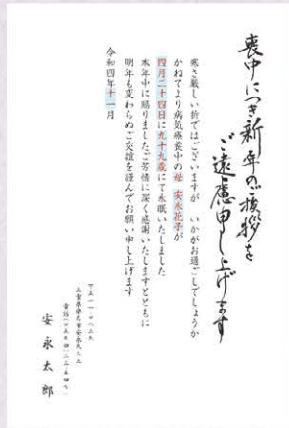 喪中につき新年のご挨拶を
ご遠慮申し上げます
寒さ厳しい折ではございますが いかがお過ごしでしょうか
かねてより病気療養中の母 安永花子が
四月二十四日に九十九歳にて永眠いたしました
本年中に賜りましたご芳情に深く感謝いたしますとともに
明年も変わらぬご交誼を謹んでお願い申し上げます
令和四年十一月
安永太郎